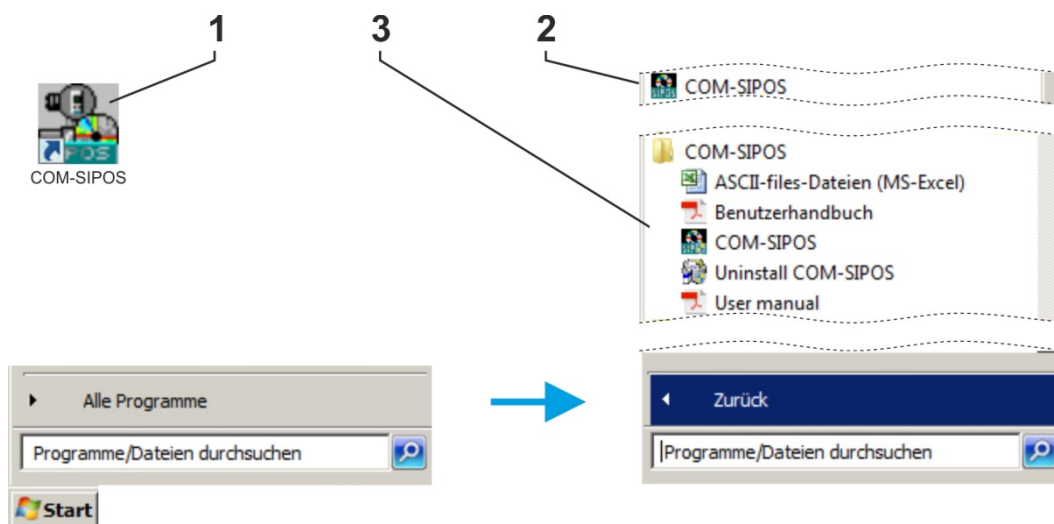 1
3
2
POS
COM-SIPOS
COM-SIPOS
COM-SIPOS
ASCII-files-Dateien (MS-Excel)
Benutzerhandbuch
COM-SIPOS
Uninstall COM-SIPOS
User manual
Alle Programme
Programme/Dateien durchsuchen
Start
Zurück
Programme/Dateien durchsuchen